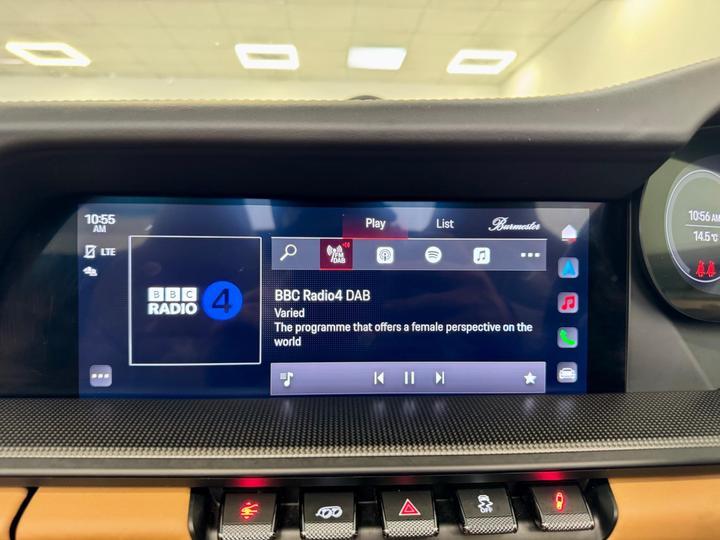 10:55
AM
LTE
Play
List
Burmester
FM
DAB
BBC
RADIO 4
BBC Radio4 DAB
Varied
The programme that offers a female perspective on the
world
10:56 AM
14.5°C
OFF